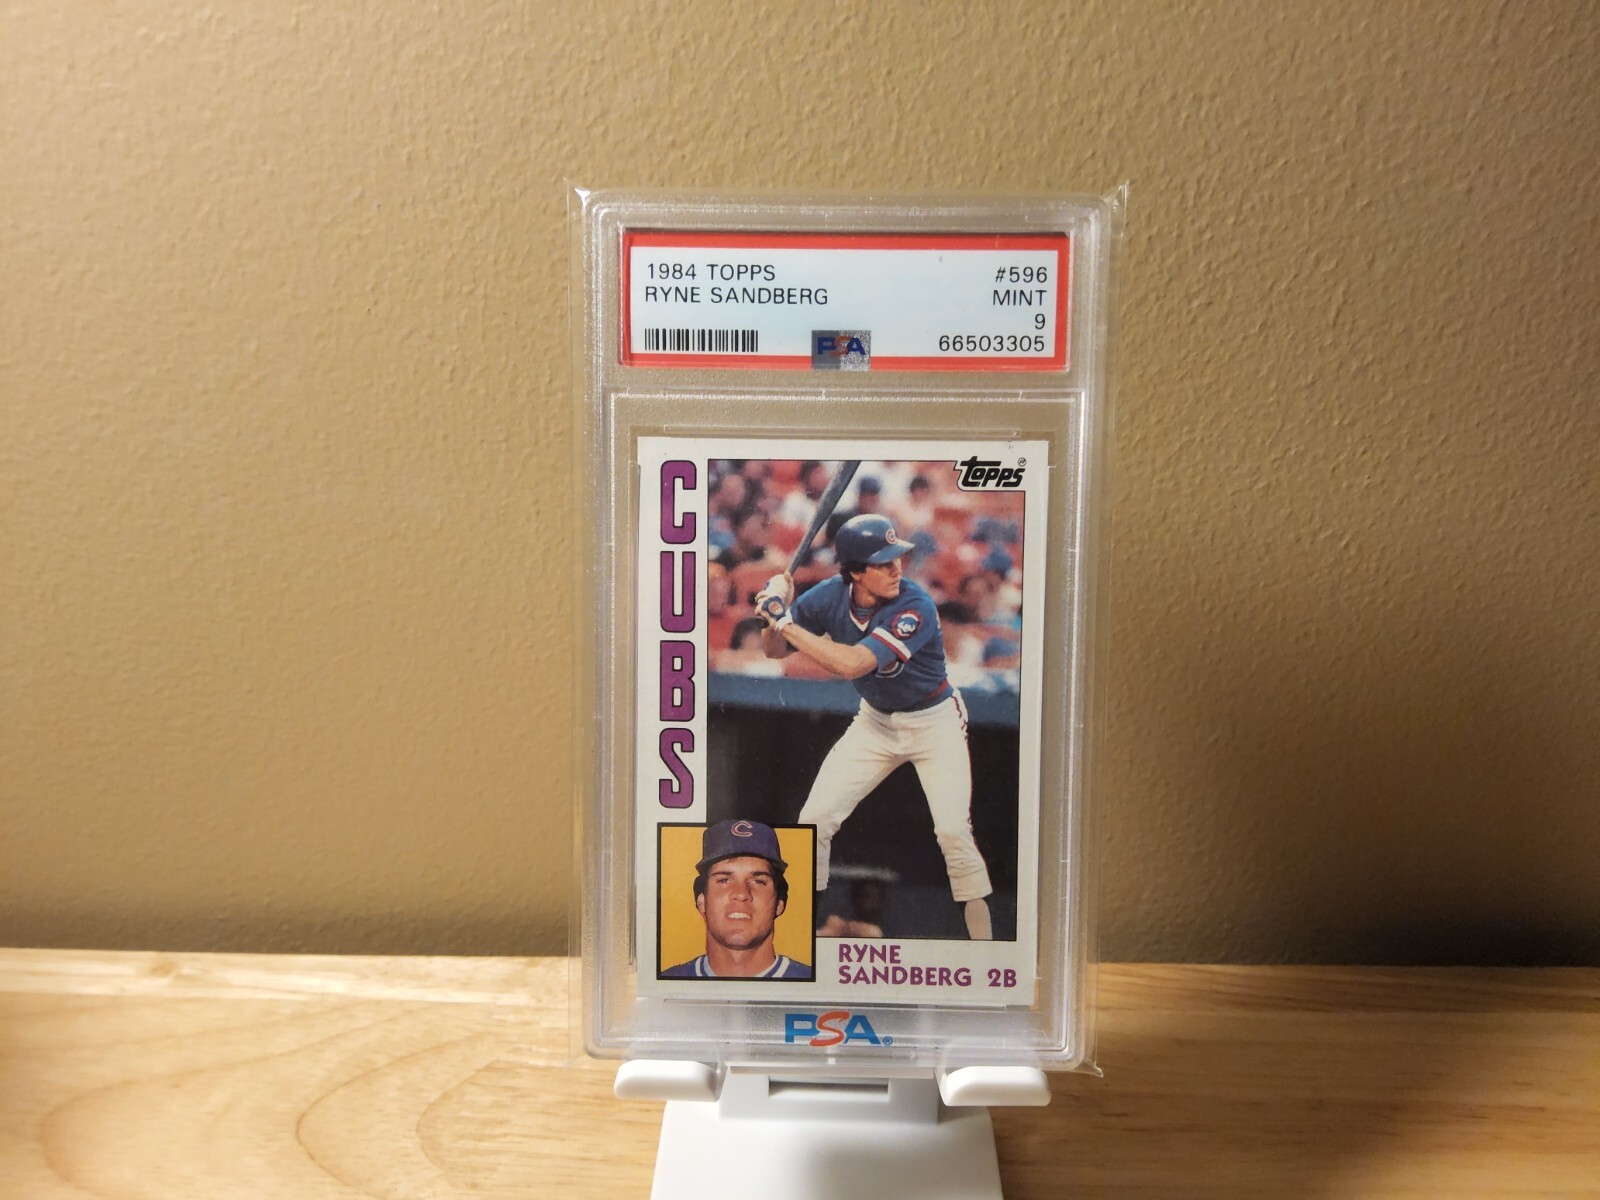 1984 TOPPS #596
RYNE SANDBERG MINT
9
PSA 66503305
Topps
CUBS
C
RYNE
SANDBERG 2B
PSA®